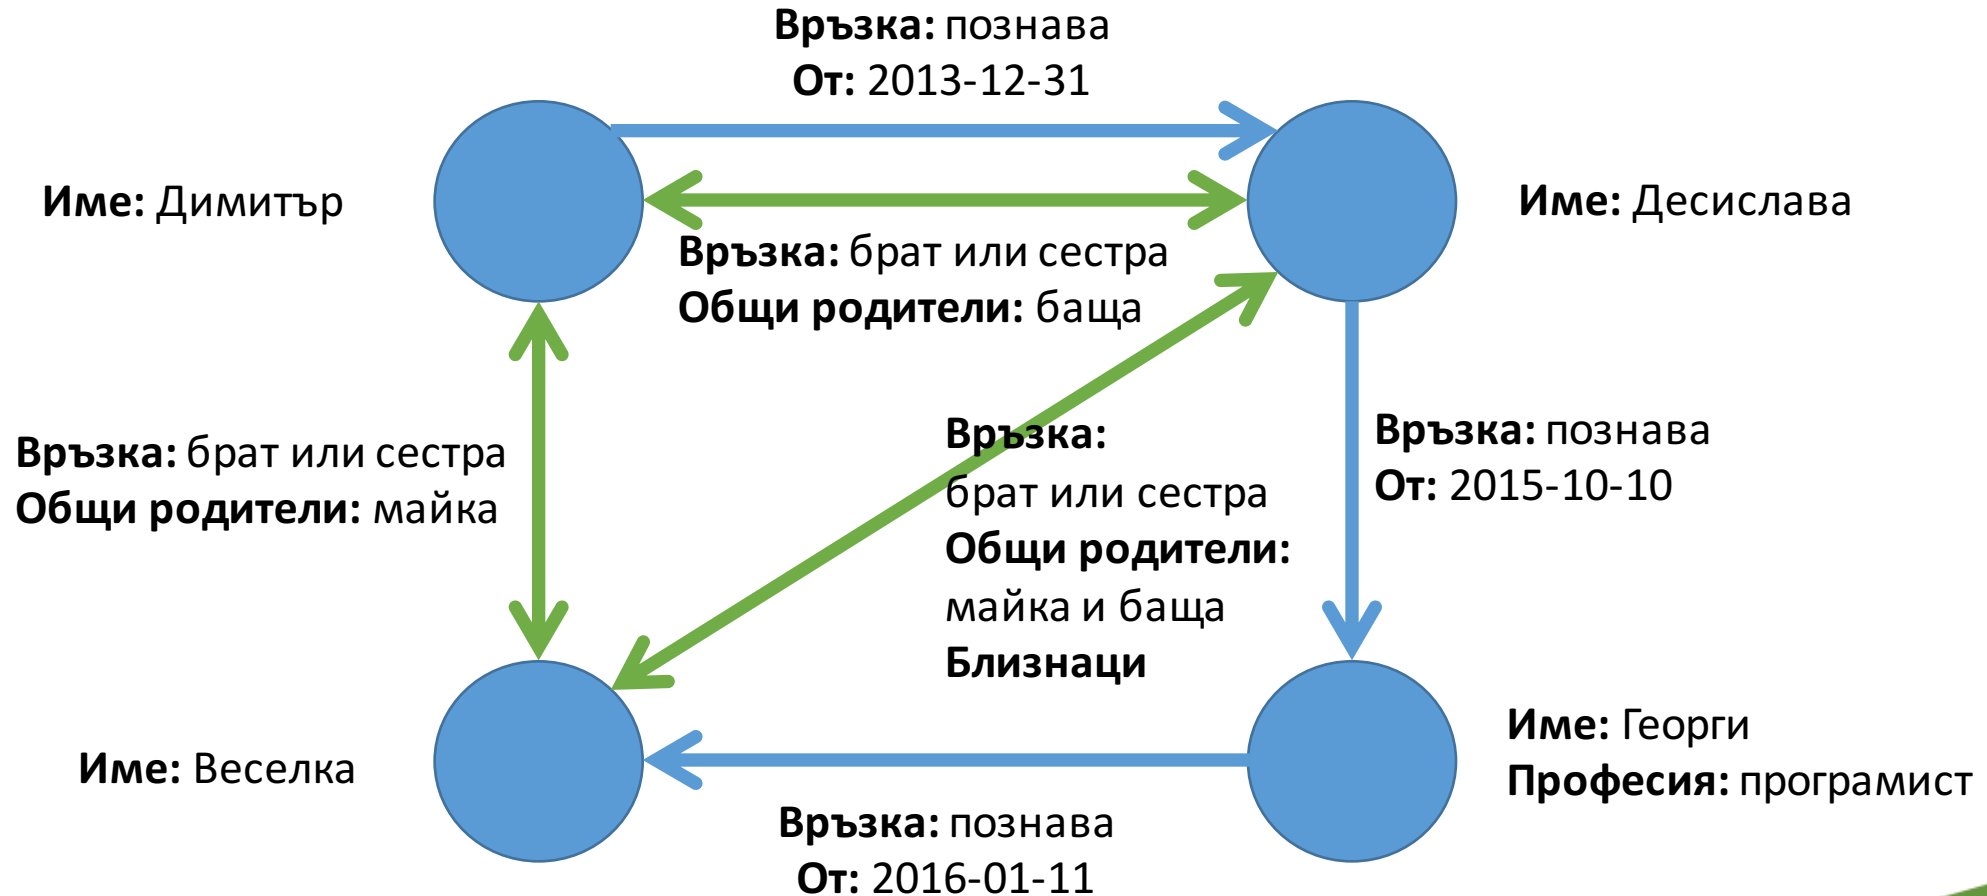 Връзка: познава
От: 2013-12-31
Име: Димитър
Име: Десислава
Връзка: брат или сестра
Общи родители: баща
Връзка: брат или сестра
Общи родители: майка
Връзка:
брат или сестра
Общи родители:
майка и баща
Близнаци
Връзка: познава
От: 2015-10-10
Име: Веселка
Име: Георги
Професия: програмист
Връзка: познава
От: 2016-01-11